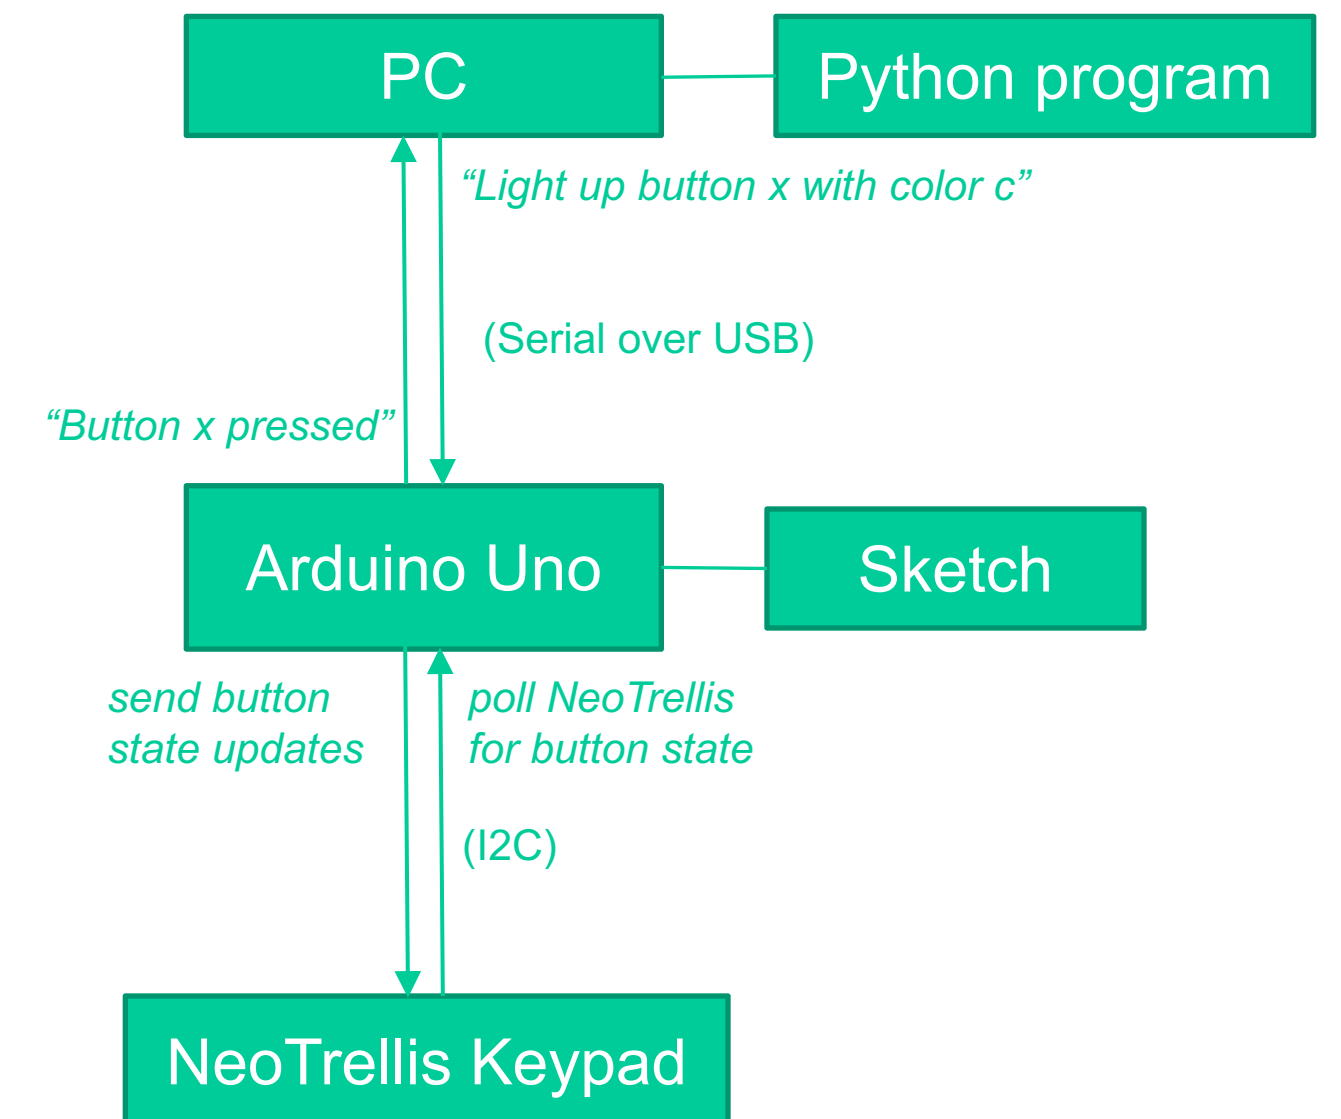 PC
Python program
“Light up button x with color c”
(Serial over USB)
“Button x pressed”
Arduino Uno
Sketch
send button
state updates
poll NeoTrellis
for button state
(I2C)
NeoTrellis Keypad